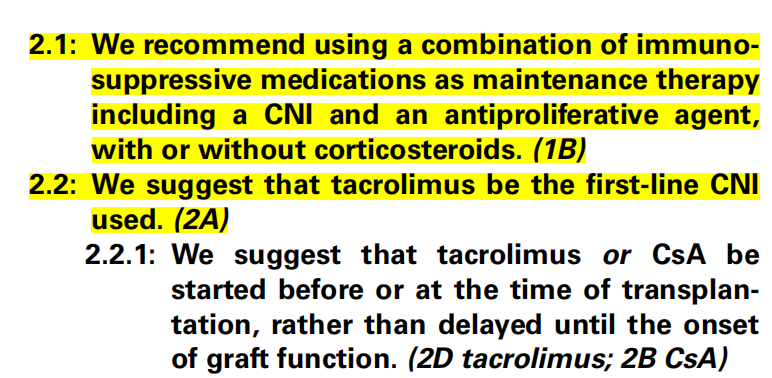 2.1: We recommend using a combination of immuno-
suppressive medications as maintenance therapy
including a CNI and an antiproliferative agent,
with or without corticosteroids. (1B)
2.2: We suggest that tacrolimus be the first-line CNI
used. (2A)
2.2.1: We suggest that tacrolimus or CsA be
started before or at the time of transplan-
tation, rather than delayed until the onset
of graft function. (2D tacrolimus; 2B CsA)